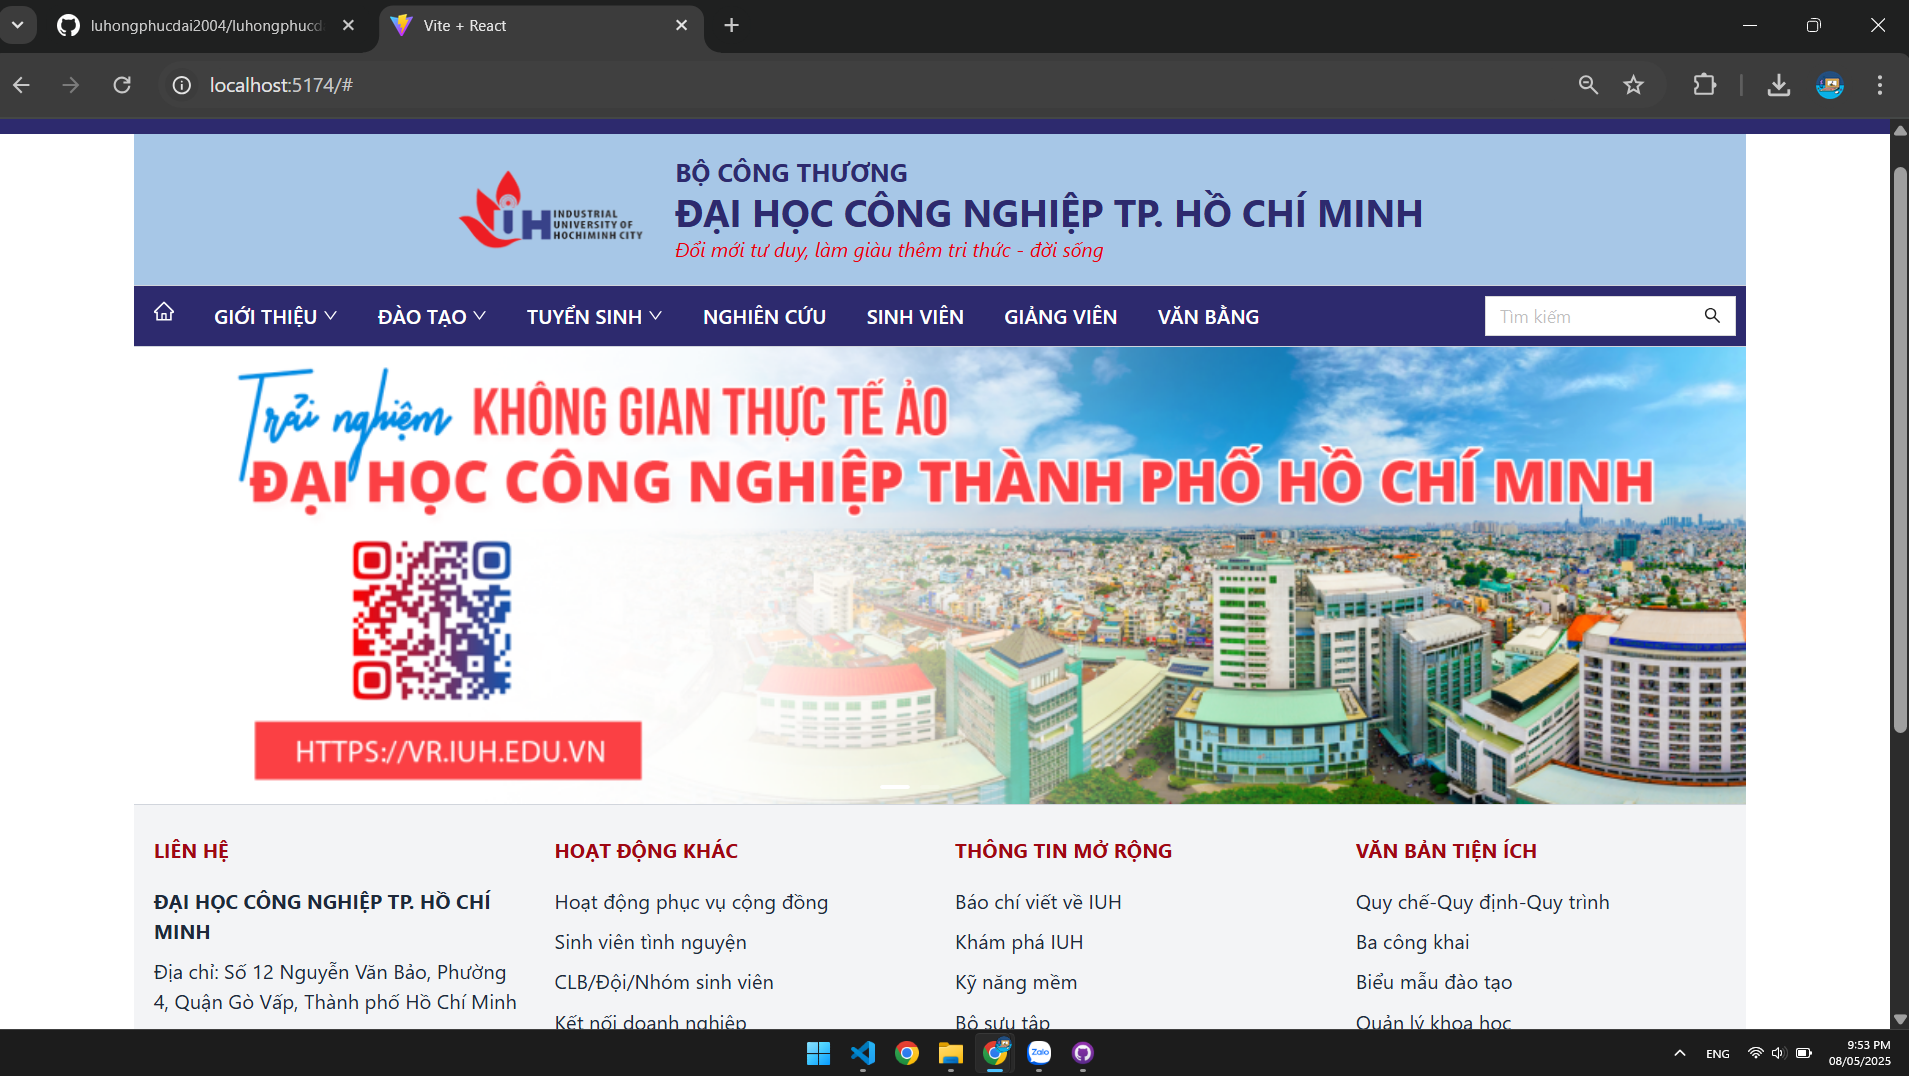 luhongphucdai2004/luhongphucda
Vite + React
localhost:5174/#
INDUSTRIAL
UNIVERSITY OF
HOCHIMINH CITY
BỘ CÔNG THƯƠNG
ĐẠI HỌC CÔNG NGHIỆP TP. HỒ CHÍ MINH
Đổi mới tư duy, làm giàu thêm tri thức - đời sống
GIỚI THIỆU
ĐÀO TẠO
TUYỂN SINH
NGHIÊN CỨU
SINH VIÊN
GIẢNG VIÊN
VĂN BẰNG
Tìm kiếm
Trải nghiệm KHÔNG GIAN THỰC TẾ ẢO
ĐẠI HỌC CÔNG NGHIỆP THÀNH PHỐ HỒ CHÍ MINH
HTTPS://VR.IUH.EDU.VN
LIÊN HỆ
ĐẠI HỌC CÔNG NGHIỆP TP. HỒ CHÍ
MINH
Địa chỉ: Số 12 Nguyễn Văn Bảo, Phường
4, Quận Gò Vấp, Thành phố Hồ Chí Minh
HOẠT ĐỘNG KHÁC
Hoạt động phục vụ cộng đồng
Sinh viên tình nguyện
CLB/Đội/Nhóm sinh viên
Kết nối doanh nghiệp
THÔNG TIN MỞ RỘNG
Báo chí viết về IUH
Khám phá IUH
Kỹ năng mềm
Bộ sưu tập
VĂN BẢN TIỆN ÍCH
Quy chế-Quy định-Quy trình
Ba công khai
Biểu mẫu đào tạo
Quản lý khoa học
Zalo
ENG
9:53 PM
08/05/2025